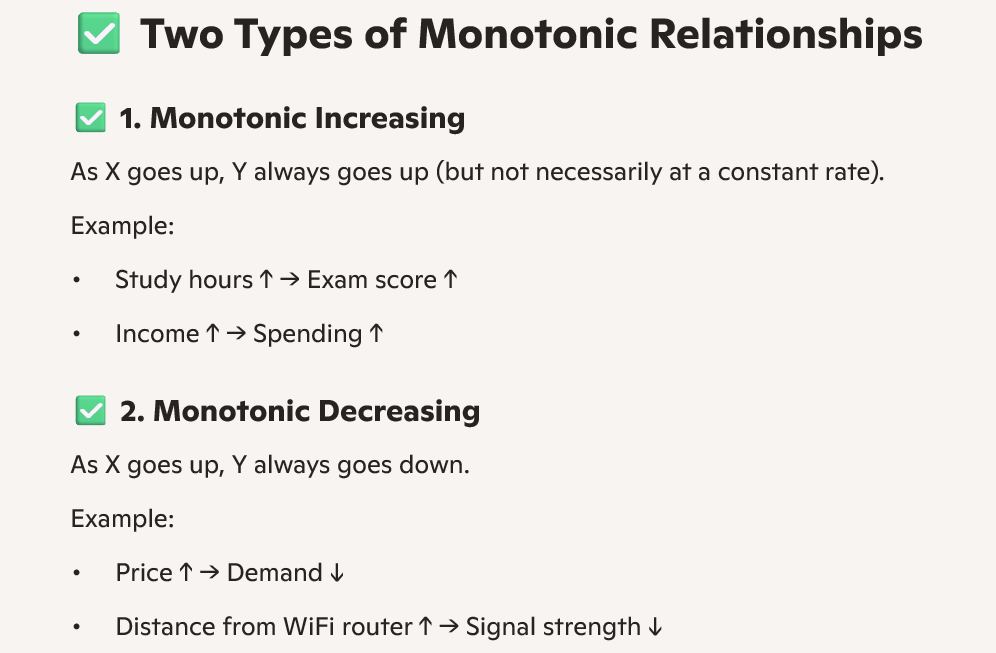 ✅ Two Types of Monotonic Relationships
✅ 1. Monotonic Increasing
As X goes up, Y always goes up (but not necessarily at a constant rate).
Example:
• Study hours ↑ → Exam score ↑
• Income ↑ → Spending ↑
✅ 2. Monotonic Decreasing
As X goes up, Y always goes down.
Example:
• Price ↑ → Demand ↓
• Distance from WiFi router ↑ → Signal strength ↓